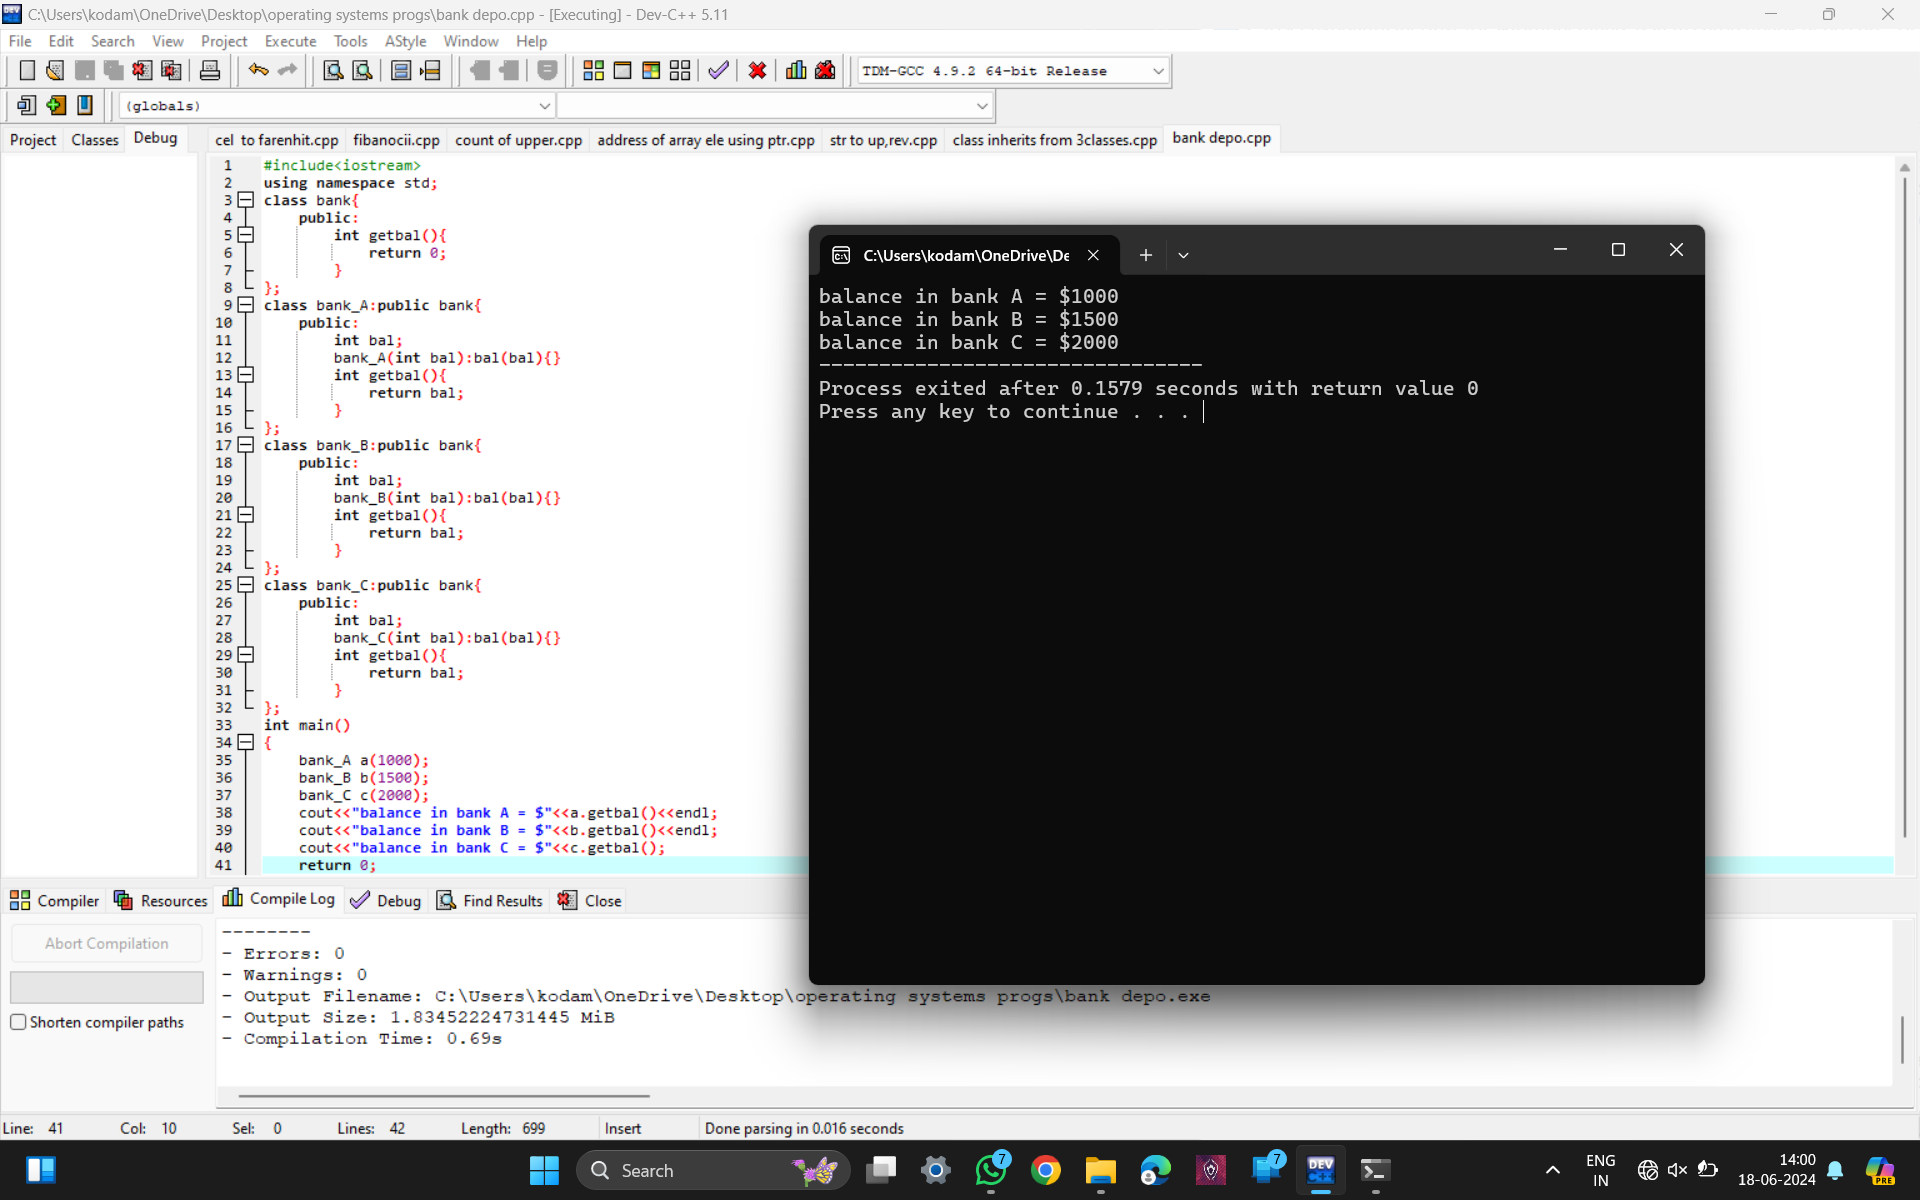 C:\Users\kodam\OneDrive\Desktop\operating systems progs\bank depo.cpp - [Executing] - Dev-C++ 5.11
File Edit Search View Project Execute Tools AStyle Window Help
TDM-GCC 4.9.2 64-bit Release
(globals)
Project Classes Debug
cel to farenhit.cpp fibanocii.cpp count of upper.cpp address of array ele using ptr.cpp str to up,rev.cpp class inherits from 3classes.cpp bank depo.cpp
1 #include<iostream>
2 using namespace std;
3 class bank{
4 public:
5 int getbal(){
6 return 0;
7 }
8 };
9 class bank_A:public bank{
10 public:
11 int bal;
12 bank_A(int bal):bal(bal){}
13 int getbal(){
14 return bal;
15 }
16 };
17 class bank_B:public bank{
18 public:
19 int bal;
20 bank_B(int bal):bal(bal){}
21 int getbal(){
22 return bal;
23 }
24 };
25 class bank_C:public bank{
26 public:
27 int bal;
28 bank_C(int bal):bal(bal){}
29 int getbal(){
30 return bal;
31 }
32 };
33 int main()
34 {
35 bank_A a(1000);
36 bank_B b(1500);
37 bank_C c(2000);
38 cout<<"balance in bank A = $"<<a.getbal()<<endl;
39 cout<<"balance in bank B = $"<<b.getbal()<<endl;
40 cout<<"balance in bank C = $"<<c.getbal();
41 return 0;
C:\Users\kodam\OneDrive\De
balance in bank A = $1000
balance in bank B = $1500
balance in bank C = $2000
--------------------------------
Process exited after 0.1579 seconds with return value 0
Press any key to continue . . .
Compiler Resources Compile Log Debug Find Results Close
Abort Compilation
Shorten compiler paths
--------
- Errors: 0
- Warnings: 0
- Output Filename: C:\Users\kodam\OneDrive\Desktop\operating systems progs\bank depo.exe
- Output Size: 1.83452224731445 MiB
- Compilation Time: 0.69s
Line: 41 Col: 10 Sel: 0 Lines: 42 Length: 699 Insert Done parsing in 0.016 seconds
Search
7
7
DEV C++
ENG
IN
14:00
18-06-2024
PRE